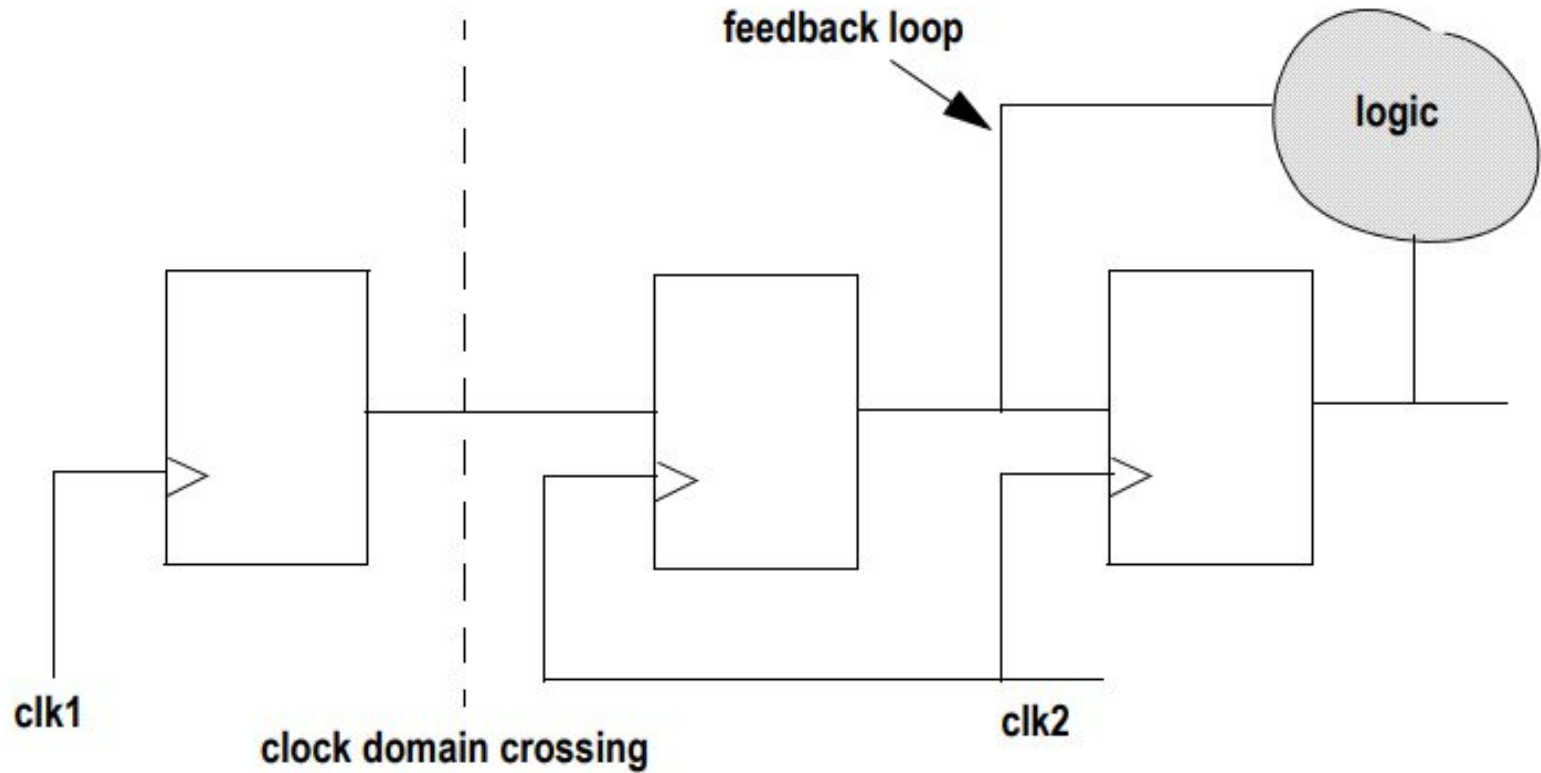 feedback loop
logic
clk1
clk2
clock domain crossing